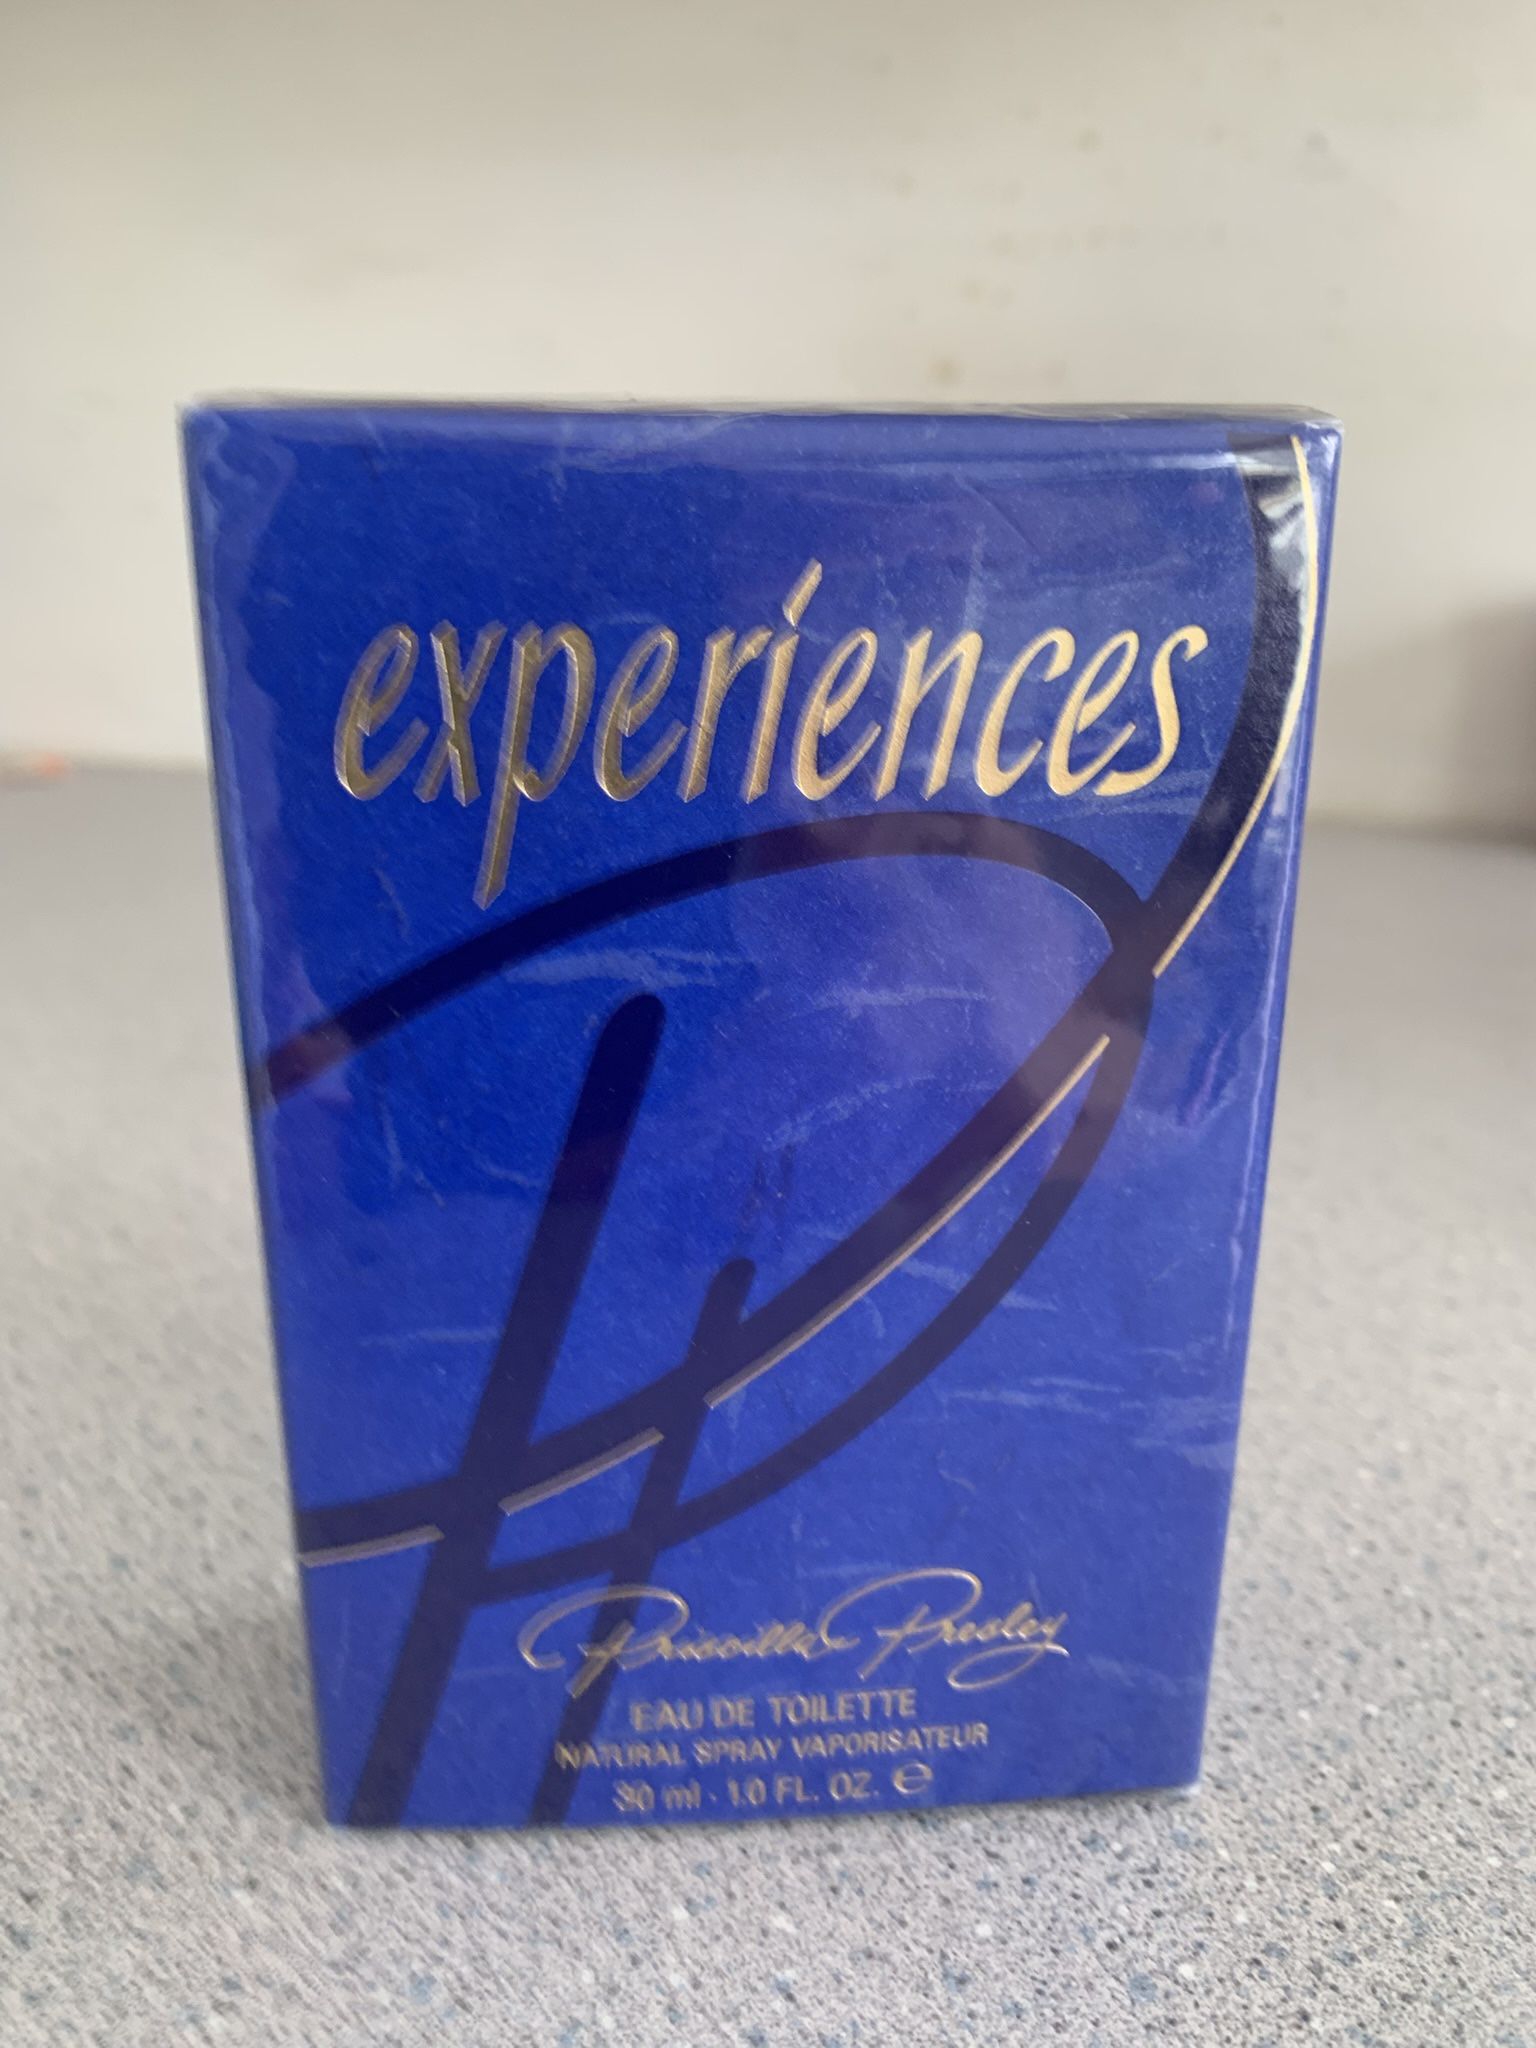 experiences
Priscilla Presley
EAU DE TOILETTE
NATURAL SPRAY VAPORISATEUR
30 ml · 1.0 FL. OZ. ℮